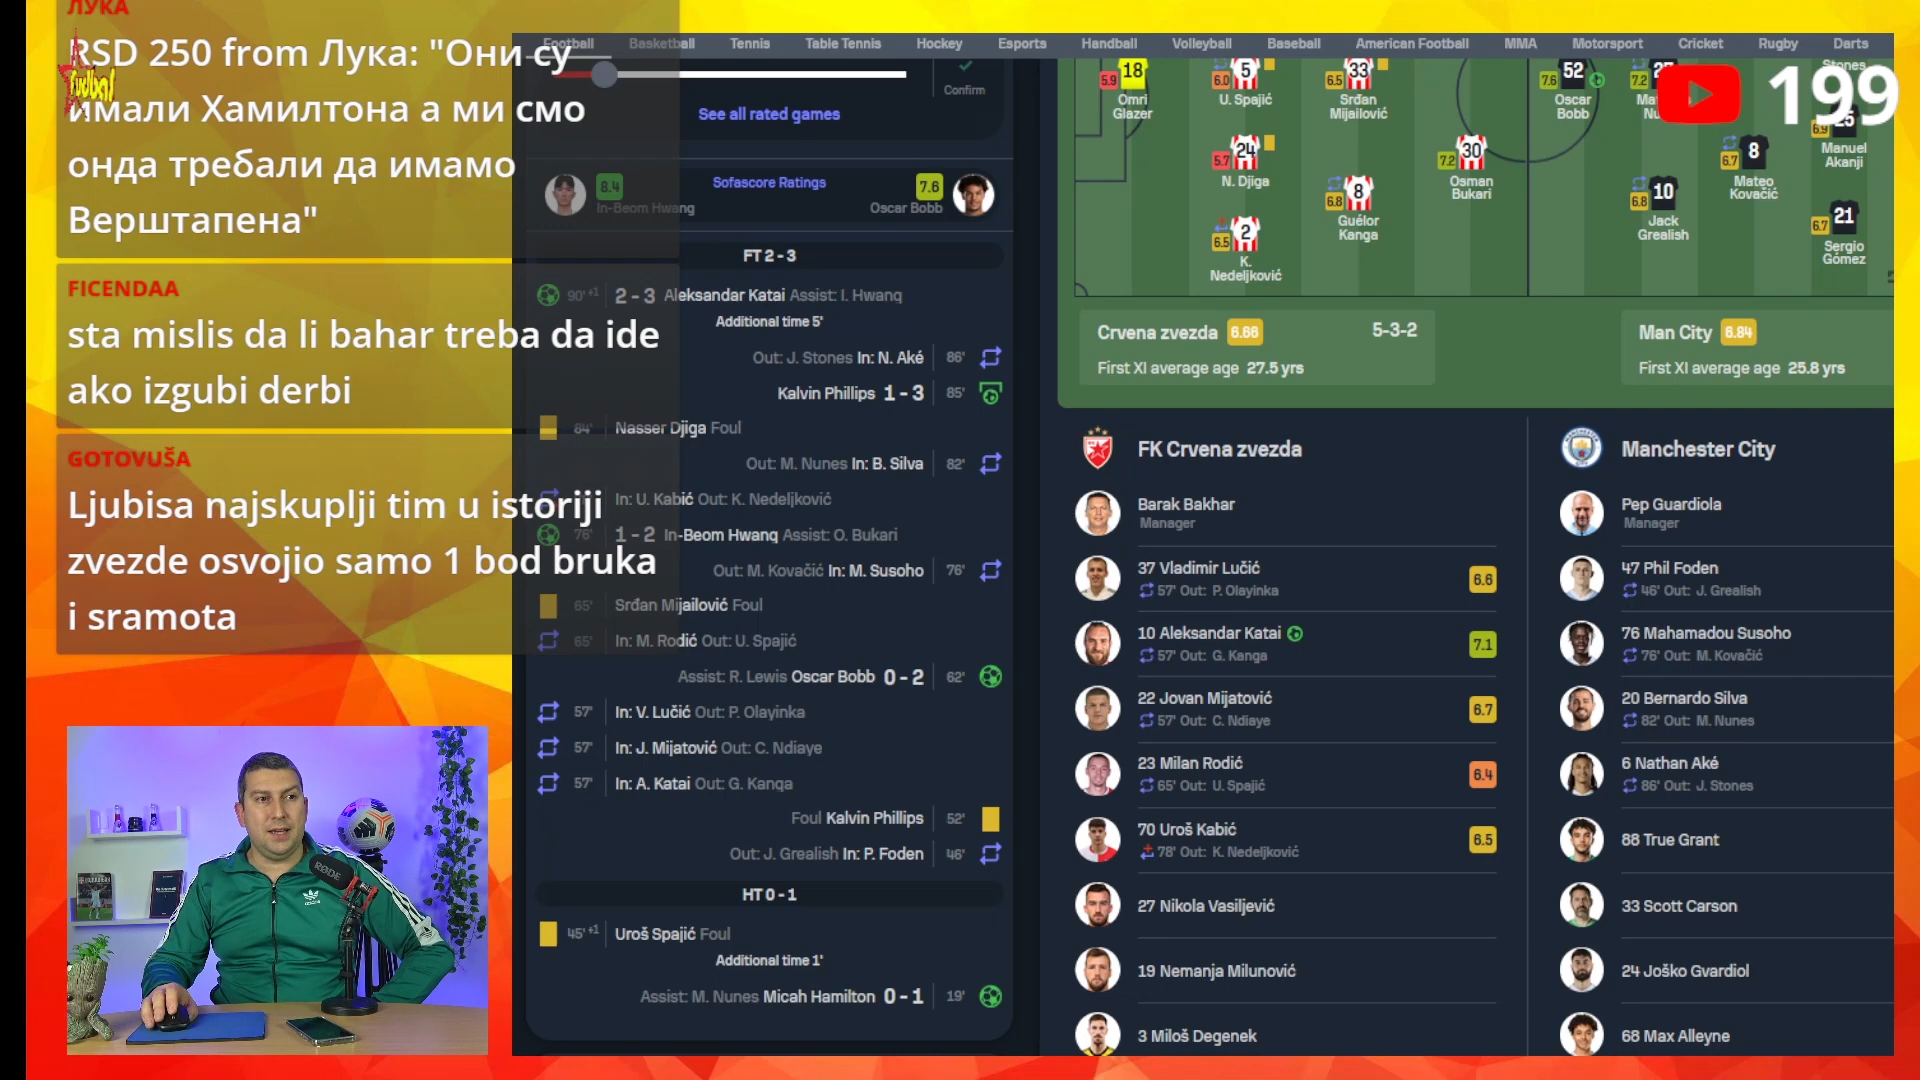 ЛУКА
RSD 250 from Лука: "Они су
имали Хамилтона а ми смо
онда требали да имамо
Верштапена"
FICENDAA
sta mislis da li bahar treba da ide
ako izgubi derbi
GOTOVUŠA
Ljubisa najskuplji tim u istoriji
zvezde osvojio samo 1 bod bruka
i sramota
fudbal
RØDE
adidas
Football Basketball Tennis Table Tennis Hockey Esports Handball Volleyball Baseball American Football MMA Motorsport Cricket Rugby Darts
199
Confirm
See all rated games
8.4 Sofascore Ratings 7.6
In-Beom Hwang Oscar Bobb
FT 2 - 3
90' +1 2 - 3 Aleksandar Katai Assist: I. Hwang
Additional time 5'
Out: J. Stones In: N. Aké 86'
Kalvin Phillips 1 - 3 85'
84' Nasser Djiga Foul
Out: M. Nunes In: B. Silva 82'
In: U. Kabić Out: K. Nedeljković
76' 1 - 2 In-Beom Hwang Assist: O. Bukari
Out: M. Kovačić In: M. Susoho 76'
65' Srđan Mijailović Foul
65' In: M. Rodić Out: U. Spajić
Assist: R. Lewis Oscar Bobb 0 - 2 62'
57' In: V. Lučić Out: P. Olayinka
57' In: J. Mijatović Out: C. Ndiaye
57' In: A. Katai Out: G. Kanga
Foul Kalvin Phillips 52'
Out: J. Grealish In: P. Foden 46'
HT 0 - 1
45' +1 Uroš Spajić Foul
Additional time 1'
Assist: M. Nunes Micah Hamilton 0 - 1 19'
5.9 18
Omri
Glazer
6.0 5
U. Spajić
6.5 33
Srđan
Mijailović
7.6 52
Oscar
Bobb
7.2
Stones
5.7 24
N. Djiga
7.2 30
Osman
Bukari
6.7 8
Mateo
Kovačić
6.9 25
Manuel
Akanji
6.5 2
K.
Nedeljković
6.8 8
Guélor
Kanga
6.8 10
Jack
Grealish
6.7 21
Sergio
Gómez
Crvena zvezda 6.66 5-3-2
First XI average age 27.5 yrs
Man City 6.84
First XI average age 25.8 yrs
FK Crvena zvezda
Barak Bakhar
Manager
37 Vladimir Lučić 6.6
57' Out: P. Olayinka
10 Aleksandar Katai 7.1
57' Out: G. Kanga
22 Jovan Mijatović 6.7
57' Out: C. Ndiaye
23 Milan Rodić 6.4
65' Out: U. Spajić
70 Uroš Kabić 6.5
78' Out: K. Nedeljković
27 Nikola Vasiljević
19 Nemanja Milunović
3 Miloš Degenek
Manchester City
Pep Guardiola
Manager
47 Phil Foden
46' Out: J. Grealish
76 Mahamadou Susoho
76' Out: M. Kovačić
20 Bernardo Silva
82' Out: M. Nunes
6 Nathan Aké
86' Out: J. Stones
88 True Grant
33 Scott Carson
24 Joško Gvardiol
68 Max Alleyne